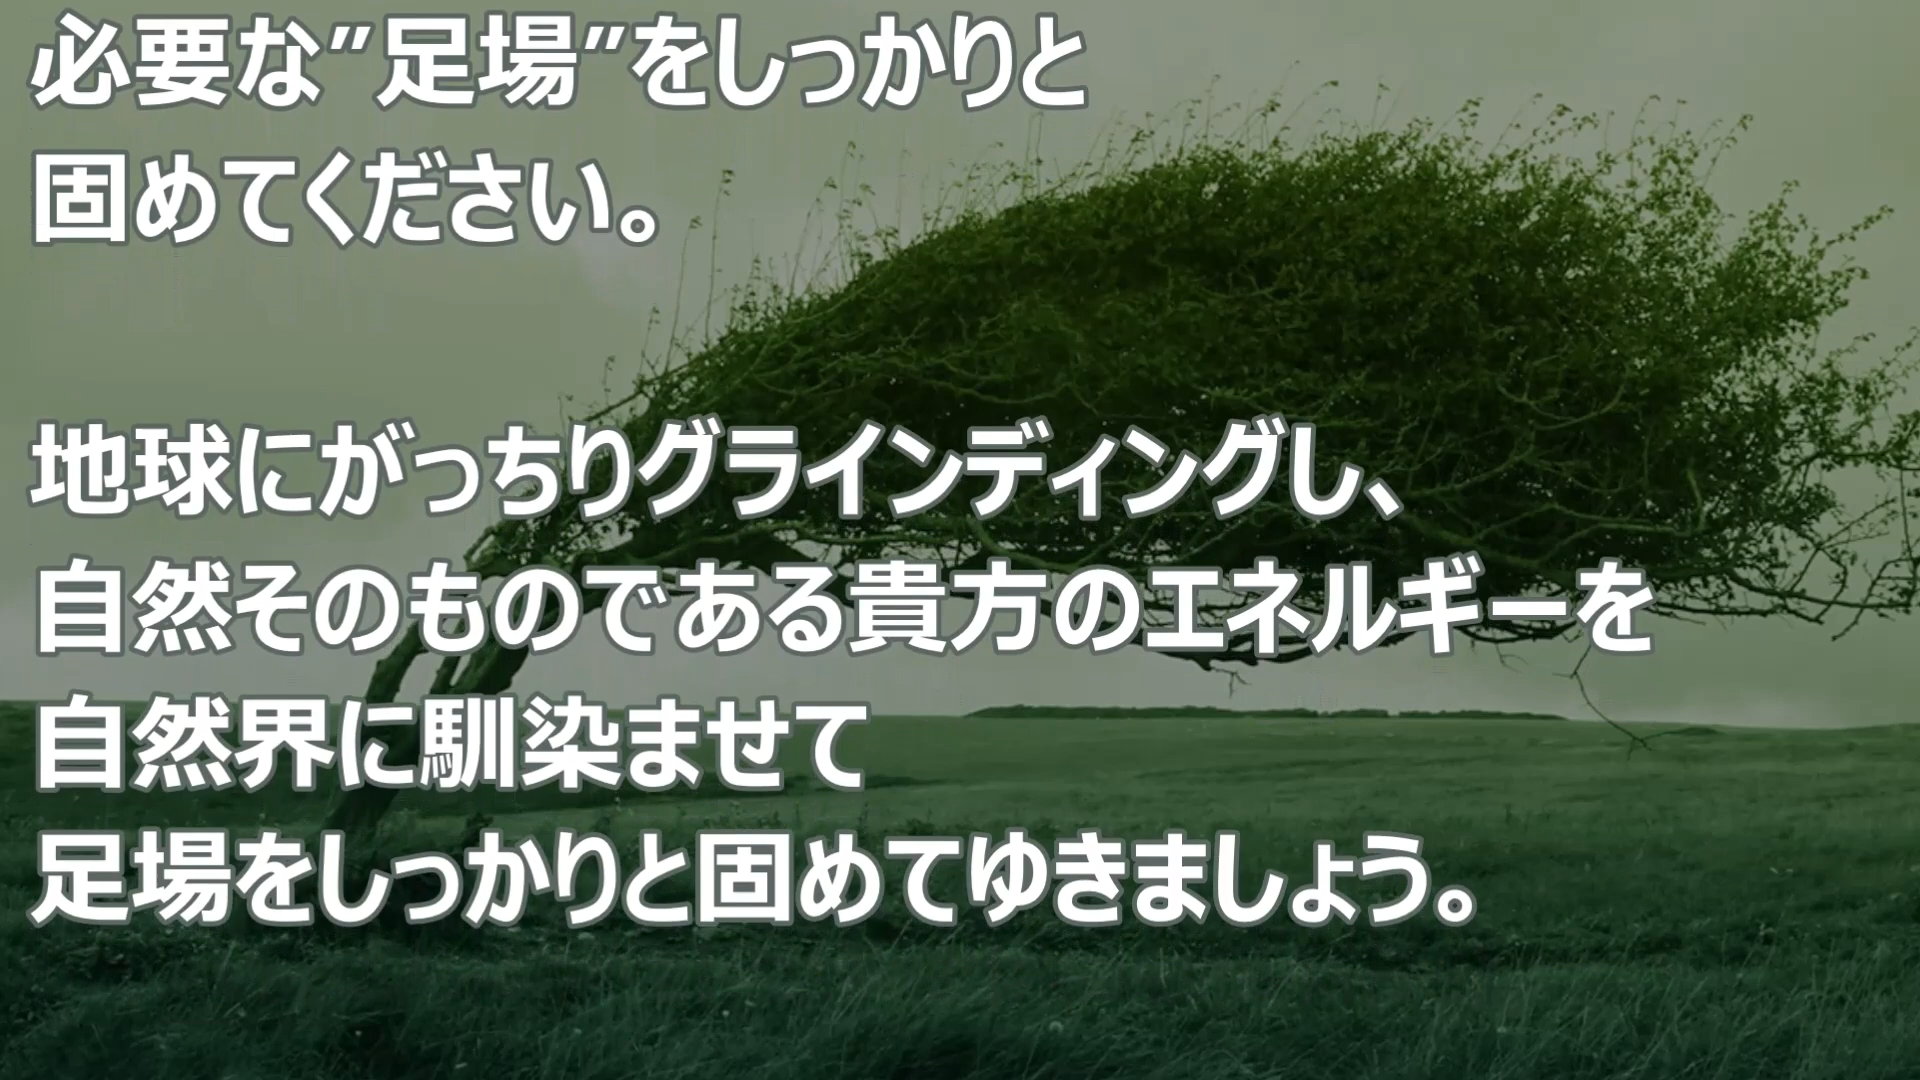 必要な”足場”をしっかりと
固めてください。
地球にがっちりグラインディングし、
自然そのものである貴方のエネルギーを
自然界に馴染ませて
足場をしっかりと固めてゆきましょう。